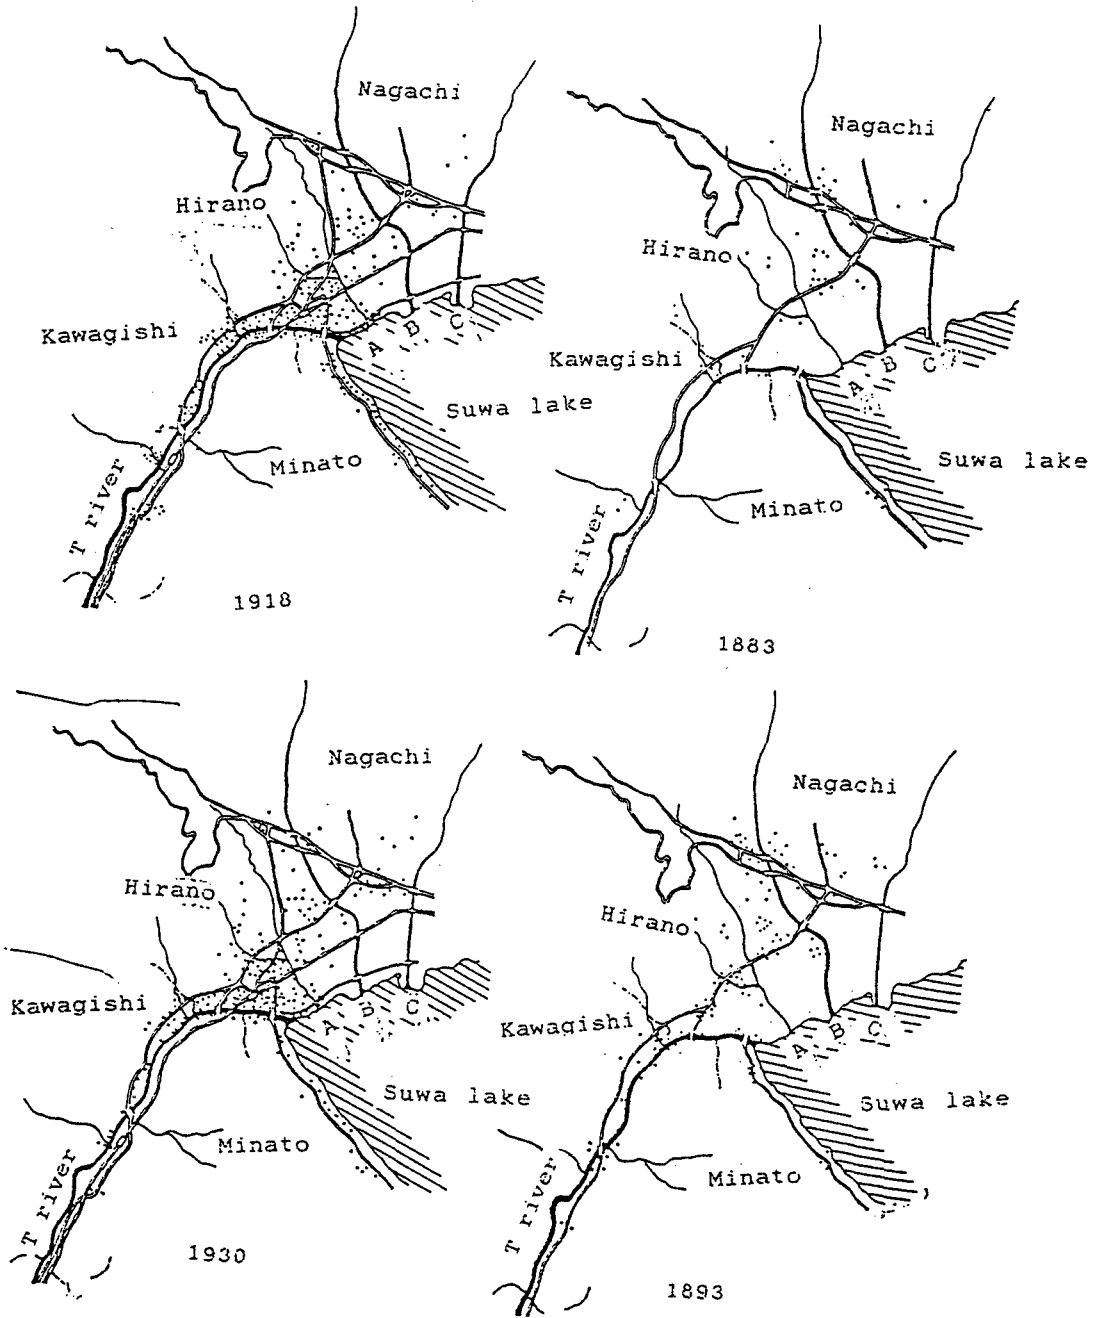 Nagachi
Hirano
Kawagishi
A
B
C
Suwa lake
Minato
T river
1918
Nagachi
Hirano
Kawagishi
A
B
C
Suwa lake
Minato
T river
1883
Nagachi
Hirano
Kawagishi
A
B
C
Suwa lake
Minato
T river
1930
Nagachi
Hirano
Kawagishi
A
B
C
Suwa lake
Minato
T river
1893